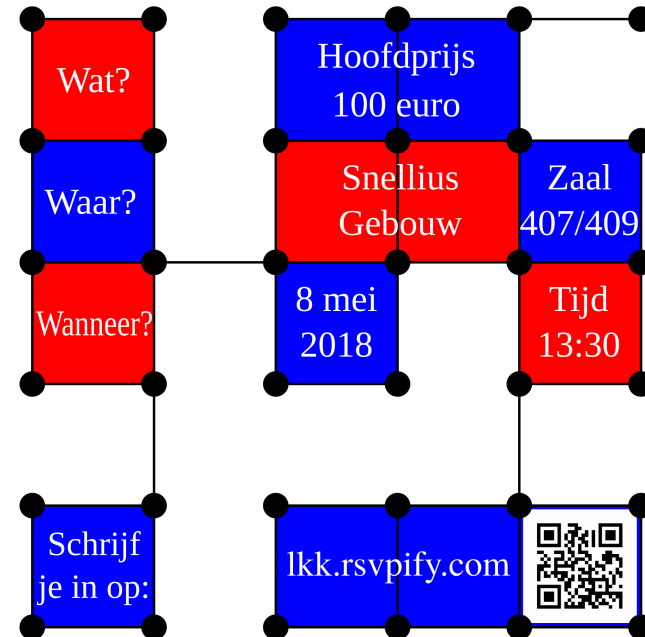 Wat?
Hoofdprijs
100 euro
Waar?
Snellius
Gebouw
Zaal
407/409
Wanneer?
8 mei
2018
Tijd
13:30
Schrijf
je in op:
lkk.rsvpify.com